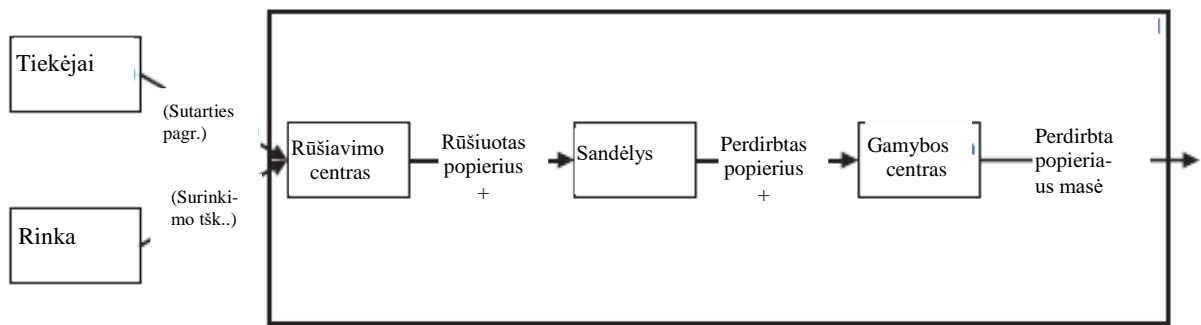 Tiekėjai
(Sutarties
pagr.)
Rūšiavimo
centras
Rūšiuotas
popierius
+
Sandėlys
Perdirbtas
popierius
+
Gamybos
centras
Perdirbta
popieria-
us masė
(Surinki-
mo tšk..)
Rinka